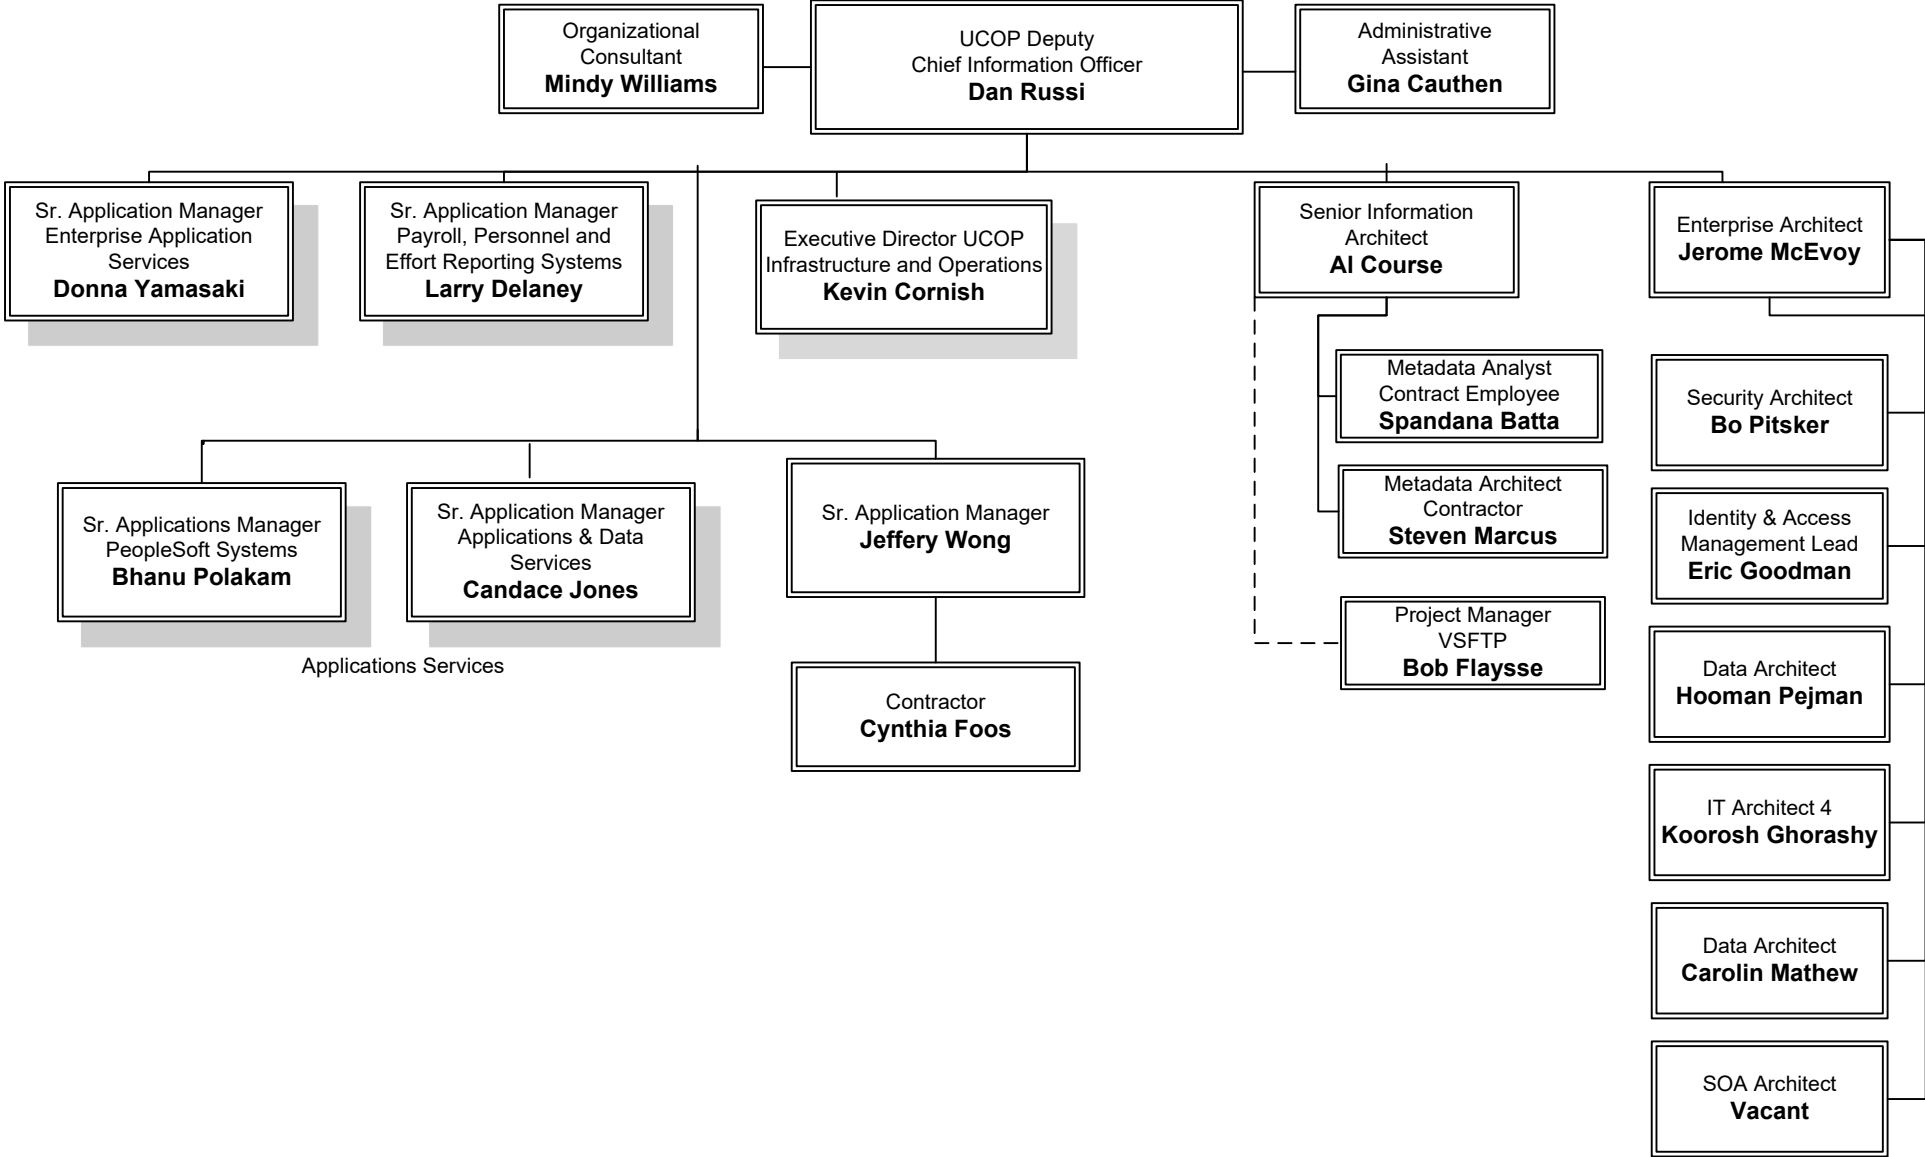 Organizational
Consultant
Mindy Williams
UCOP Deputy
Chief Information Officer
Dan Russi
Administrative
Assistant
Gina Cauthen
Sr. Application Manager
Enterprise Application
Services
Donna Yamasaki
Sr. Application Manager
Payroll, Personnel and
Effort Reporting Systems
Larry Delaney
Executive Director UCOP
Infrastructure and Operations
Kevin Cornish
Senior Information
Architect
Al Course
Enterprise Architect
Jerome McEvoy
Metadata Analyst
Contract Employee
Spandana Batta
Security Architect
Bo Pitsker
Sr. Applications Manager
PeopleSoft Systems
Bhanu Polakam
Sr. Application Manager
Applications & Data
Services
Candace Jones
Sr. Application Manager
Jeffery Wong
Metadata Architect
Contractor
Steven Marcus
Identity & Access
Management Lead
Eric Goodman
Applications Services
Contractor
Cynthia Foos
Project Manager
VSFTP
Bob Flaysse
Data Architect
Hooman Pejman
IT Architect 4
Koorosh Ghorashy
Data Architect
Carolin Mathew
SOA Architect
Vacant